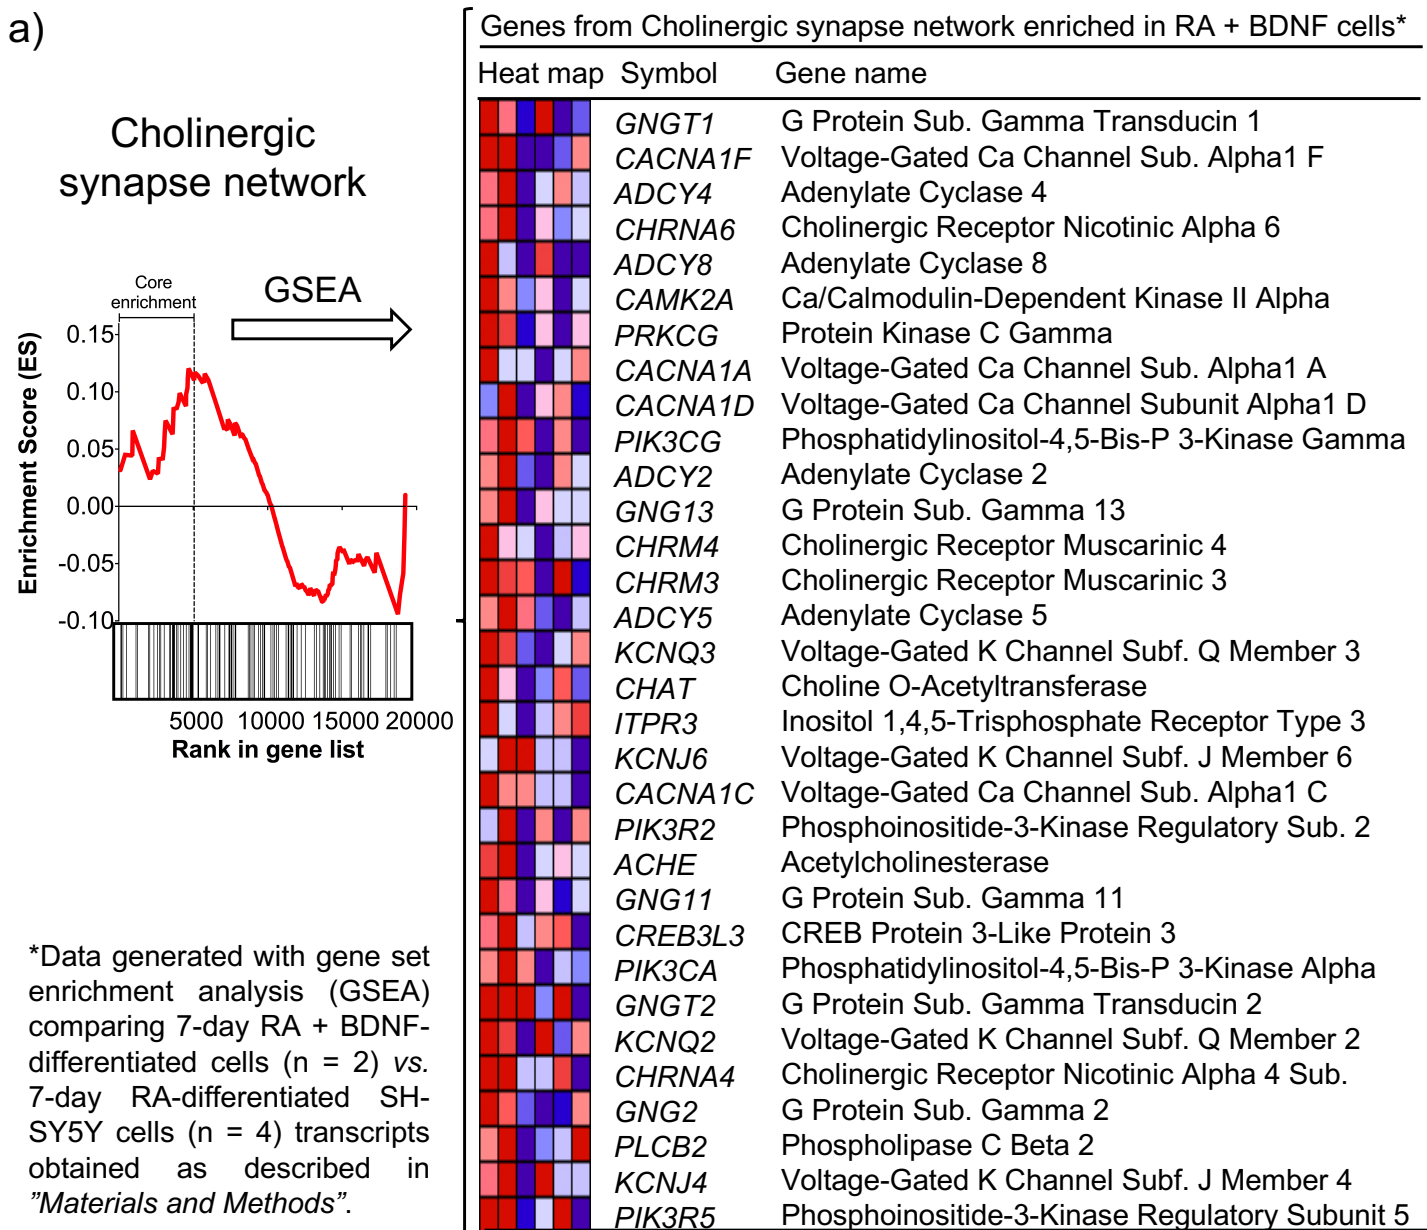 a)
Cholinergic
synapse network
Core
enrichment
GSEA
Enrichment Score (ES)
0.15
0.10
0.05
0.00
-0.05
-0.10
5000 10000 15000 20000
Rank in gene list
*Data generated with gene set
enrichment analysis (GSEA)
comparing 7-day RA + BDNF-
differentiated cells (n = 2) vs.
7-day RA-differentiated SH-
SY5Y cells (n = 4) transcripts
obtained as described in
"Materials and Methods".
Genes from Cholinergic synapse network enriched in RA + BDNF cells*
Heat map Symbol Gene name
GNGT1 G Protein Sub. Gamma Transducin 1
CACNA1F Voltage-Gated Ca Channel Sub. Alpha1 F
ADCY4 Adenylate Cyclase 4
CHRNA6 Cholinergic Receptor Nicotinic Alpha 6
ADCY8 Adenylate Cyclase 8
CAMK2A Ca/Calmodulin-Dependent Kinase II Alpha
PRKCG Protein Kinase C Gamma
CACNA1A Voltage-Gated Ca Channel Sub. Alpha1 A
CACNA1D Voltage-Gated Ca Channel Subunit Alpha1 D
PIK3CG Phosphatidylinositol-4,5-Bis-P 3-Kinase Gamma
ADCY2 Adenylate Cyclase 2
GNG13 G Protein Sub. Gamma 13
CHRM4 Cholinergic Receptor Muscarinic 4
CHRM3 Cholinergic Receptor Muscarinic 3
ADCY5 Adenylate Cyclase 5
KCNQ3 Voltage-Gated K Channel Subf. Q Member 3
CHAT Choline O-Acetyltransferase
ITPR3 Inositol 1,4,5-Trisphosphate Receptor Type 3
KCNJ6 Voltage-Gated K Channel Subf. J Member 6
CACNA1C Voltage-Gated Ca Channel Sub. Alpha1 C
PIK3R2 Phosphoinositide-3-Kinase Regulatory Sub. 2
ACHE Acetylcholinesterase
GNG11 G Protein Sub. Gamma 11
CREB3L3 CREB Protein 3-Like Protein 3
PIK3CA Phosphatidylinositol-4,5-Bis-P 3-Kinase Alpha
GNGT2 G Protein Sub. Gamma Transducin 2
KCNQ2 Voltage-Gated K Channel Subf. Q Member 2
CHRNA4 Cholinergic Receptor Nicotinic Alpha 4 Sub.
GNG2 G Protein Sub. Gamma 2
PLCB2 Phospholipase C Beta 2
KCNJ4 Voltage-Gated K Channel Subf. J Member 4
PIK3R5 Phosphoinositide-3-Kinase Regulatory Subunit 5